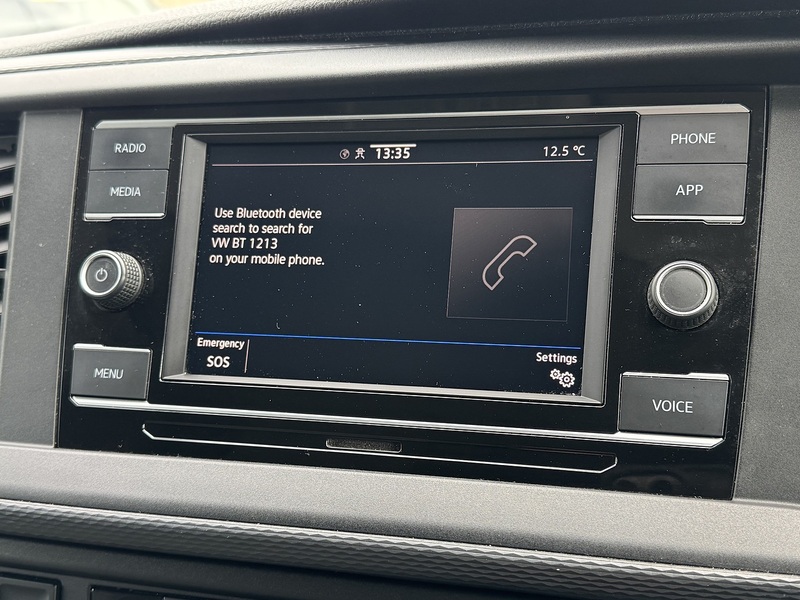 RADIO
MEDIA
MENU
13:35
12.5 °C
Use Bluetooth device
search to search for
VW BT 1213
on your mobile phone.
Emergency
SOS
Settings
PHONE
APP
VOICE